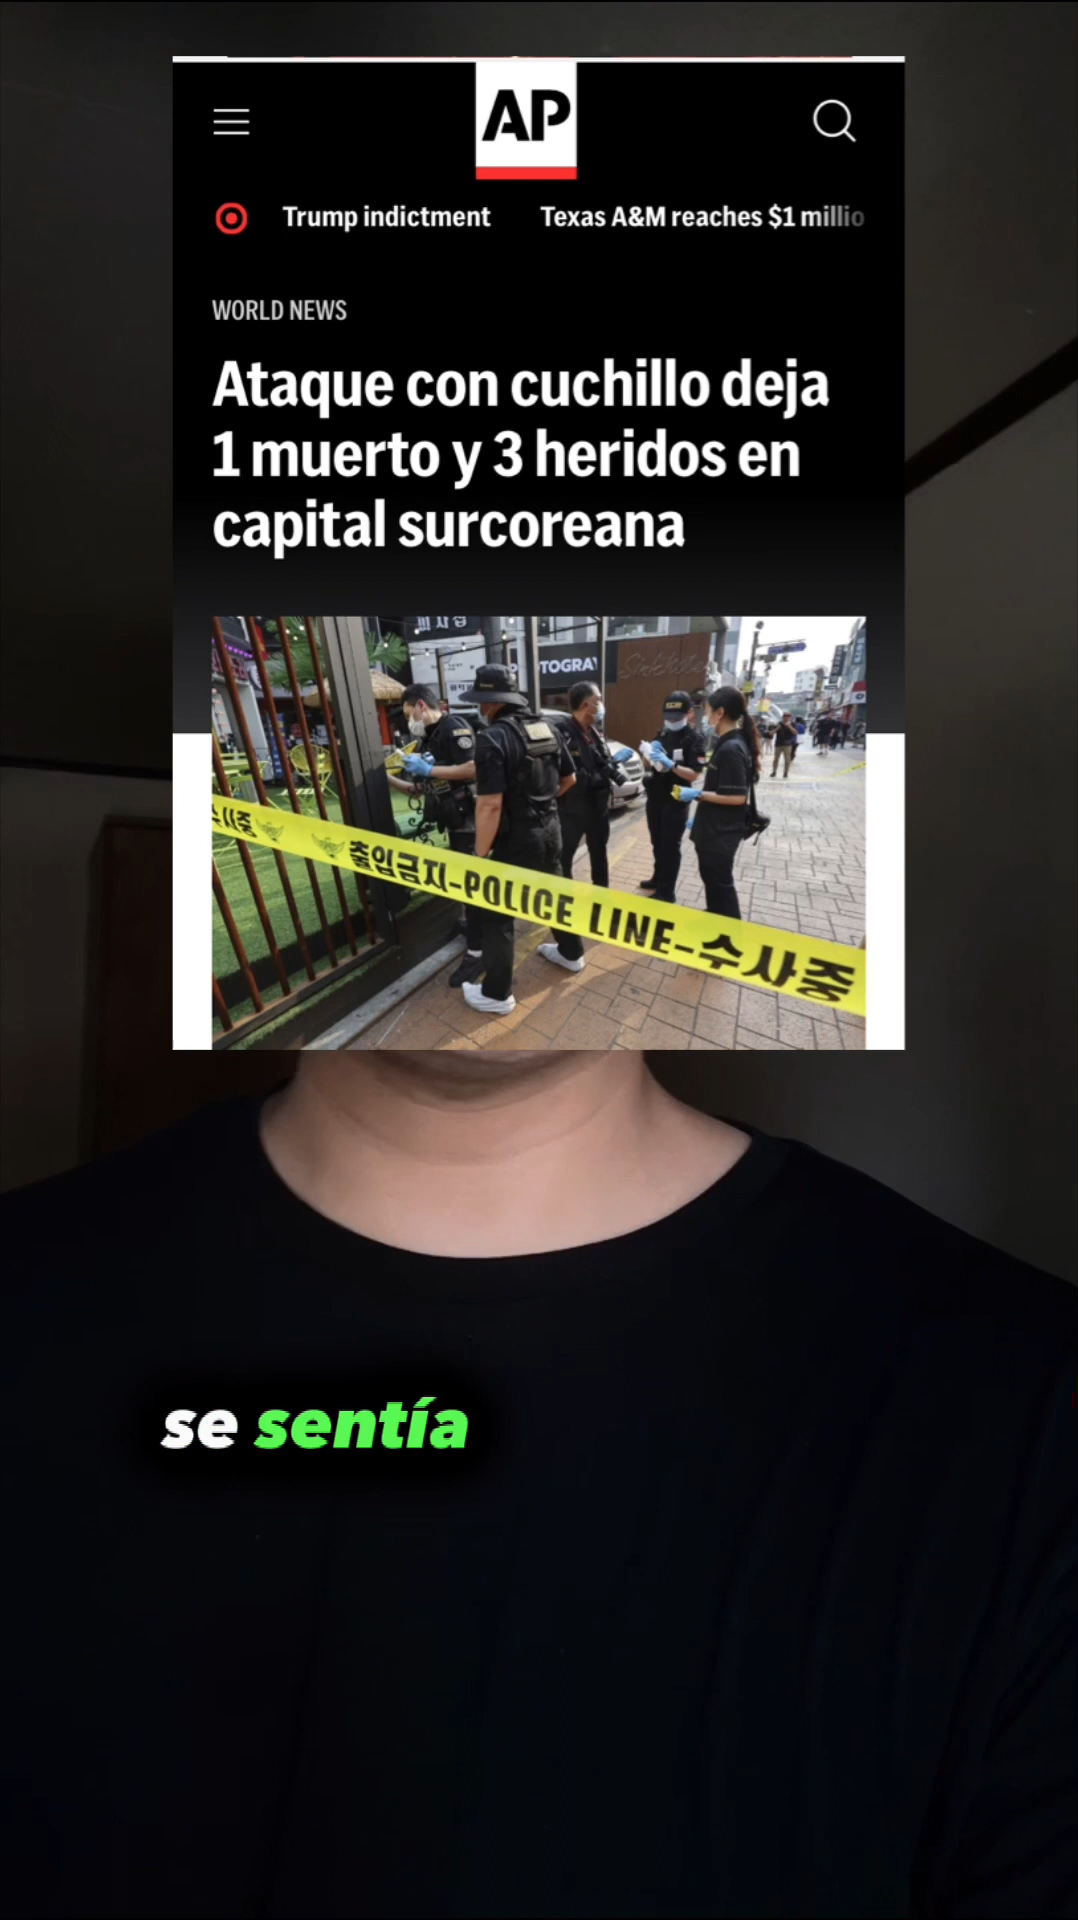 AP
Trump indictment Texas A&M reaches $1 millio
WORLD NEWS
Ataque con cuchillo deja
1 muerto y 3 heridos en
capital surcoreana
TOGRAY
출입금지-POLICE LINE-수사중
se sentía